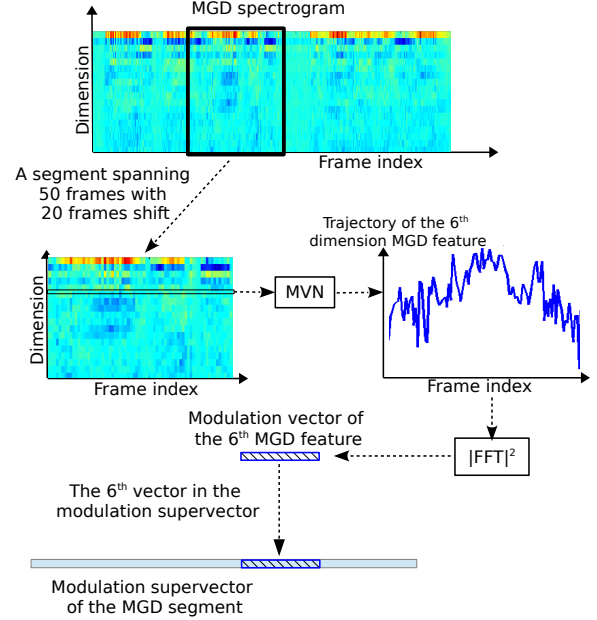 MGD spectrogram
Dimension
Frame index
A segment spanning
50 frames with
20 frames shift
Trajectory of the 6th
dimension MGD feature
Dimension
MVN
Frame index
Frame index
Modulation vector of
the 6th MGD feature
|FFT|2
The 6th vector in the
modulation supervector
Modulation supervector
of the MGD segment